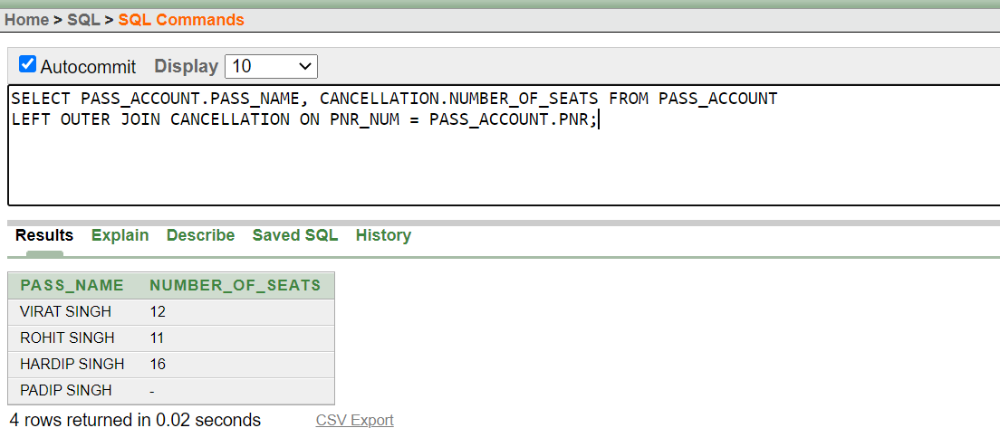 Home > SQL > SQL Commands
Autocommit Display 10
SELECT PASS_ACCOUNT.PASS_NAME, CANCELLATION.NUMBER_OF_SEATS FROM PASS_ACCOUNT
LEFT OUTER JOIN CANCELLATION ON PNR_NUM = PASS_ACCOUNT.PNR;
Results Explain Describe Saved SQL History
PASS_NAME NUMBER_OF_SEATS
VIRAT SINGH 12
ROHIT SINGH 11
HARDIP SINGH 16
PADIP SINGH -
4 rows returned in 0.02 seconds CSV Export